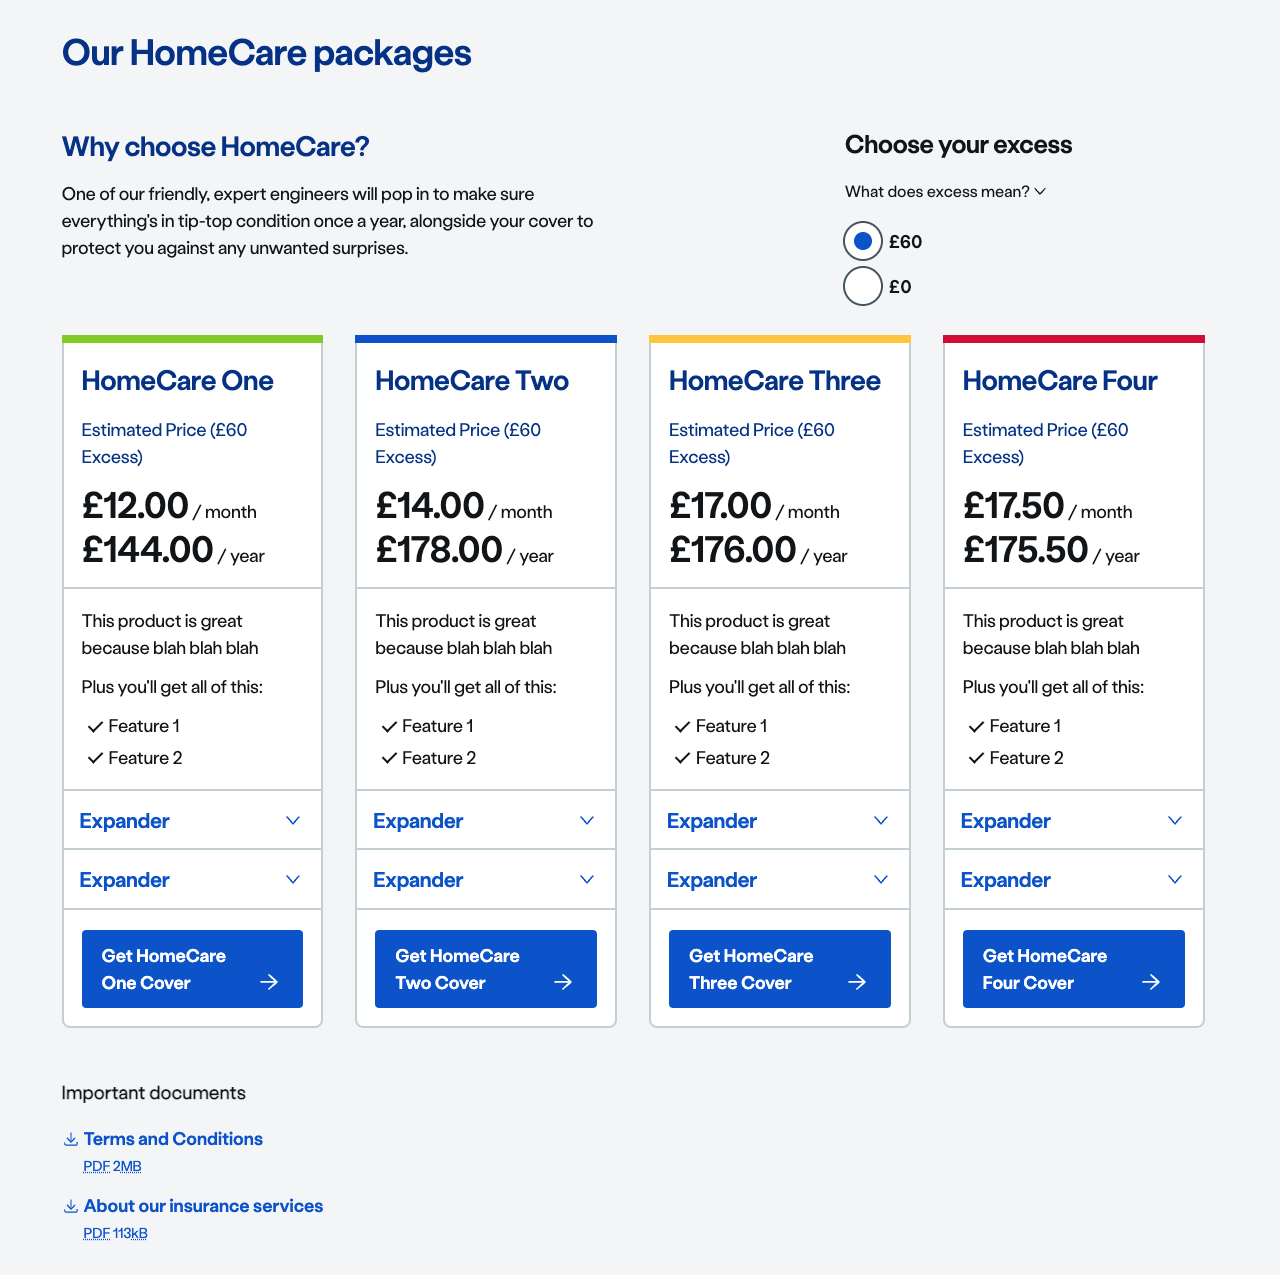 Our HomeCare packages
Why choose HomeCare?
One of our friendly, expert engineers will pop in to make sure
everything's in tip-top condition once a year, alongside your cover to
protect you against any unwanted surprises.
Choose your excess
What does excess mean?
£60
£0
HomeCare One
Estimated Price (£60
Excess)
£12.00 / month
£144.00 / year
This product is great
because blah blah blah
Plus you'll get all of this:
Feature 1
Feature 2
Expander
Expander
Get HomeCare
One Cover
HomeCare Two
Estimated Price (£60
Excess)
£14.00 / month
£178.00 / year
This product is great
because blah blah blah
Plus you'll get all of this:
Feature 1
Feature 2
Expander
Expander
Get HomeCare
Two Cover
HomeCare Three
Estimated Price (£60
Excess)
£17.00 / month
£176.00 / year
This product is great
because blah blah blah
Plus you'll get all of this:
Feature 1
Feature 2
Expander
Expander
Get HomeCare
Three Cover
HomeCare Four
Estimated Price (£60
Excess)
£17.50 / month
£175.50 / year
This product is great
because blah blah blah
Plus you'll get all of this:
Feature 1
Feature 2
Expander
Expander
Get HomeCare
Four Cover
Important documents
Terms and Conditions
PDF 2MB
About our insurance services
PDF 113kB